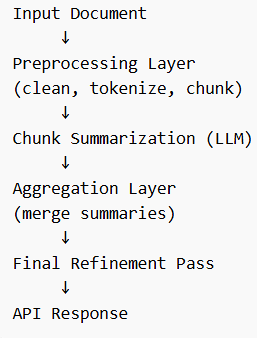 Input Document
↓
Preprocessing Layer
(clean, tokenize, chunk)
↓
Chunk Summarization (LLM)
↓
Aggregation Layer
(merge summaries)
↓
Final Refinement Pass
↓
API Response